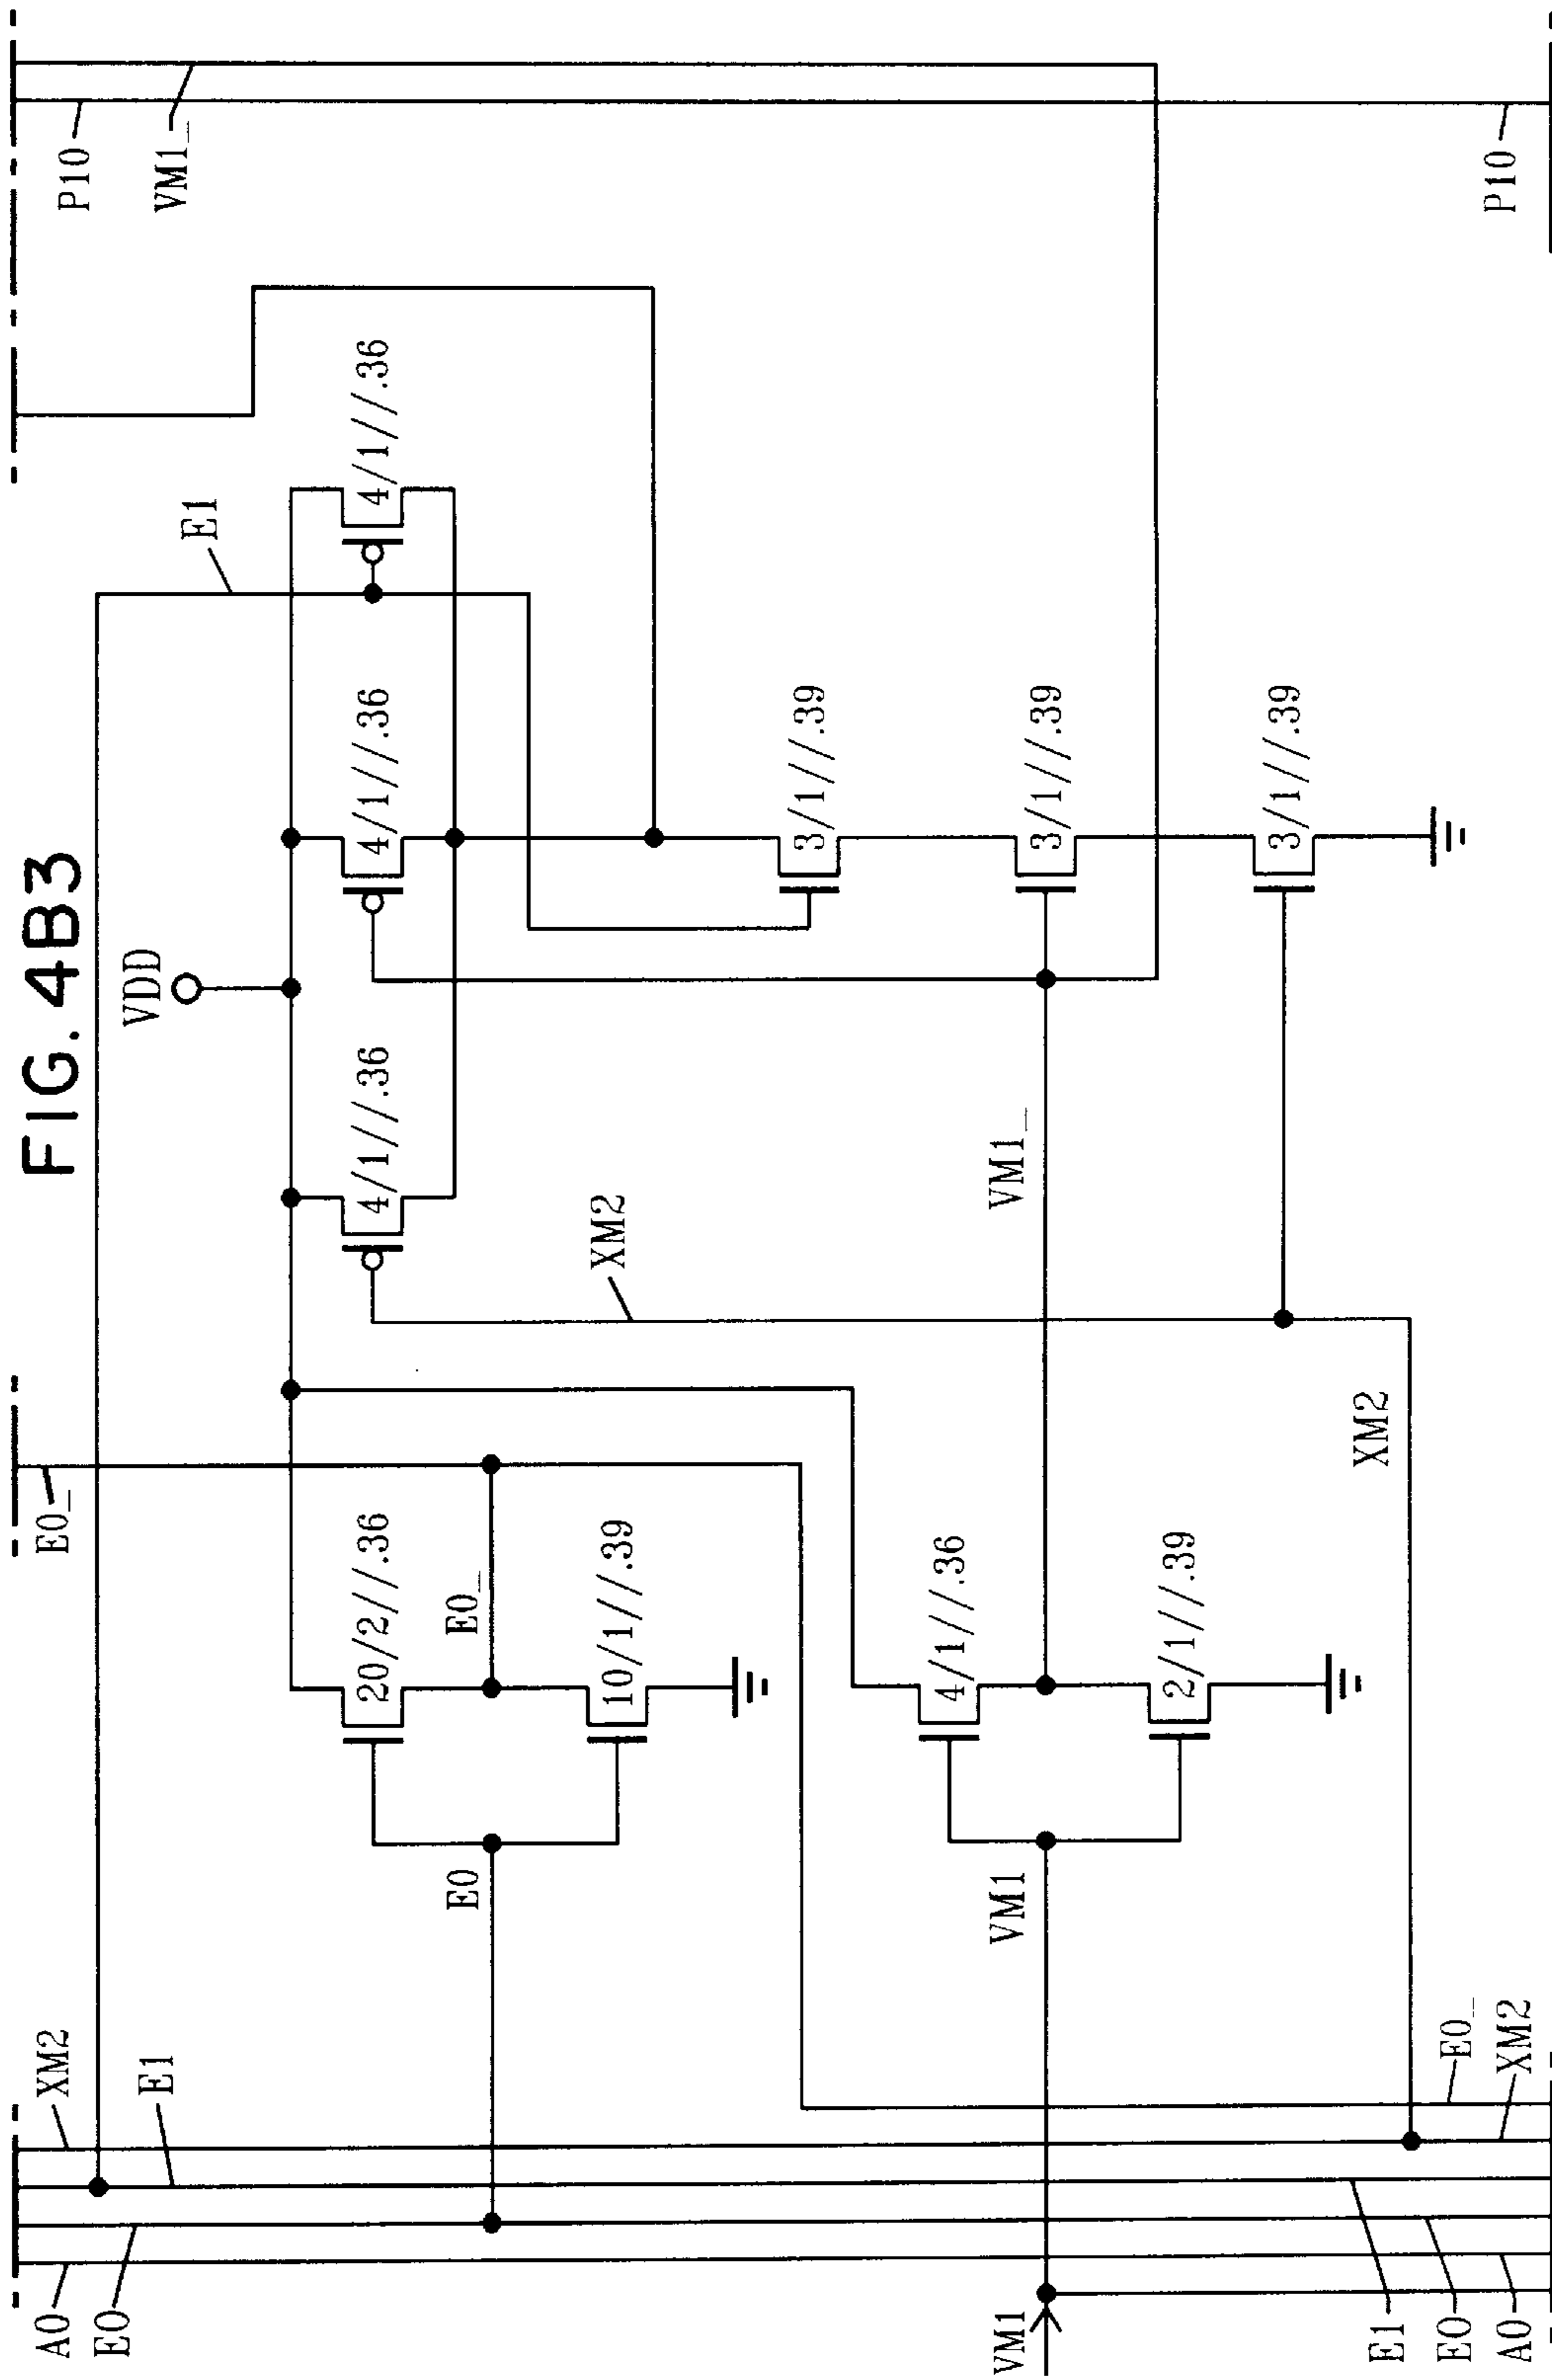 FIG. 4B3
A0
XM2
E0_
P10
E0
VDD
E1
VM1_
E1
20/2//.36
4/1//.36
4/1//.36
4/1//.36
E0
E0_
10/1//.39
XM2
3/1//.39
4/1//.36
VM1
VM1
VM1_
3/1//.39
2/1//.39
3/1//.39
XM2
E1
E0
E0_
A0
XM2
P10